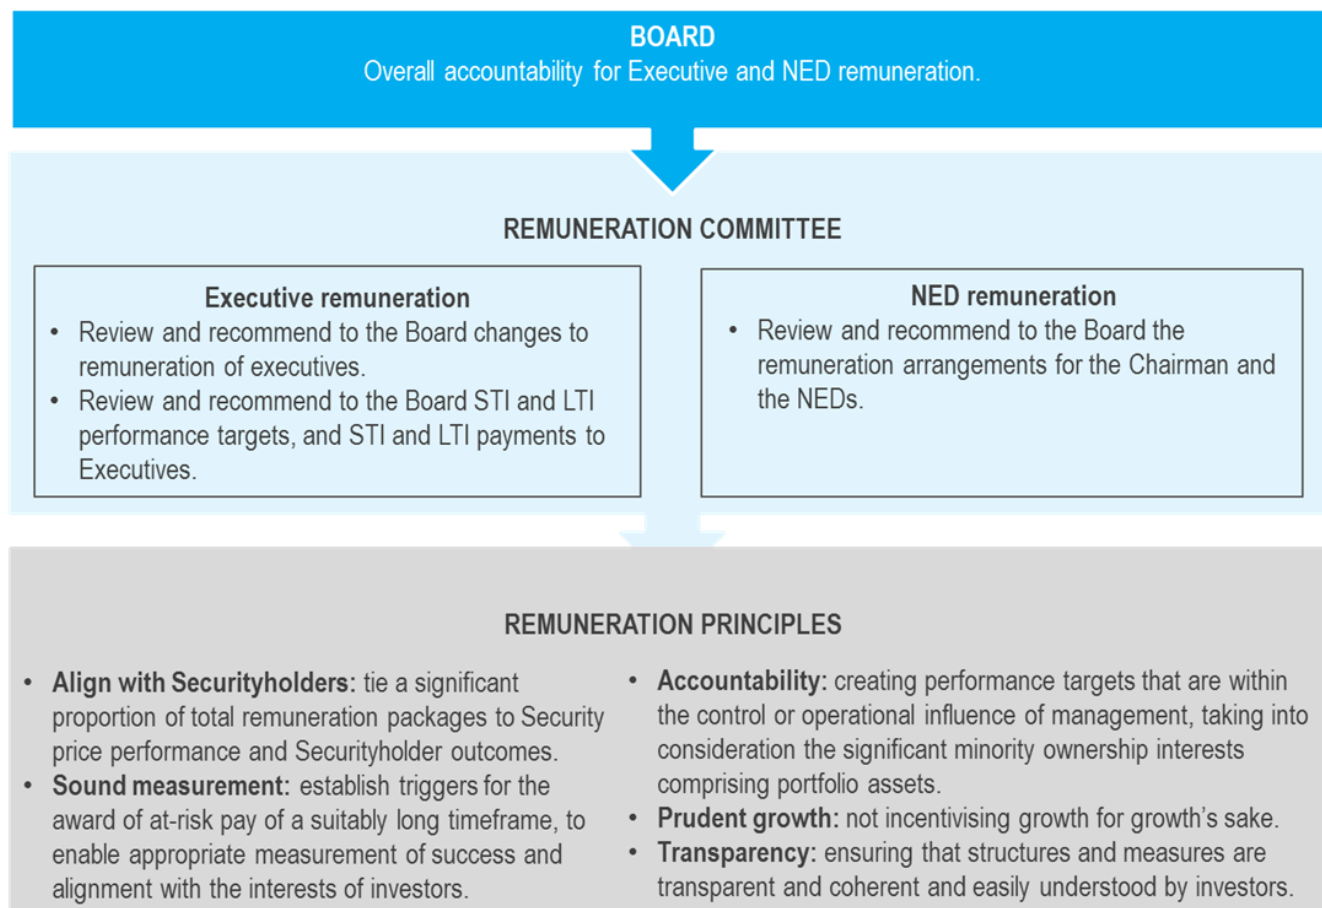 BOARD
Overall accountability for Executive and NED remuneration.
REMUNERATION COMMITTEE
Executive remuneration
• Review and recommend to the Board changes to
remuneration of executives.
• Review and recommend to the Board STI and LTI
performance targets, and STI and LTI payments to
Executives.
NED remuneration
• Review and recommend to the Board the
remuneration arrangements for the Chairman and
the NEDs.
REMUNERATION PRINCIPLES
• Align with Securityholders: tie a significant
proportion of total remuneration packages to Security
price performance and Securityholder outcomes.
• Sound measurement: establish triggers for the
award of at-risk pay of a suitably long timeframe, to
enable appropriate measurement of success and
alignment with the interests of investors.
• Accountability: creating performance targets that are within
the control or operational influence of management, taking into
consideration the significant minority ownership interests
comprising portfolio assets.
• Prudent growth: not incentivising growth for growth’s sake.
• Transparency: ensuring that structures and measures are
transparent and coherent and easily understood by investors.